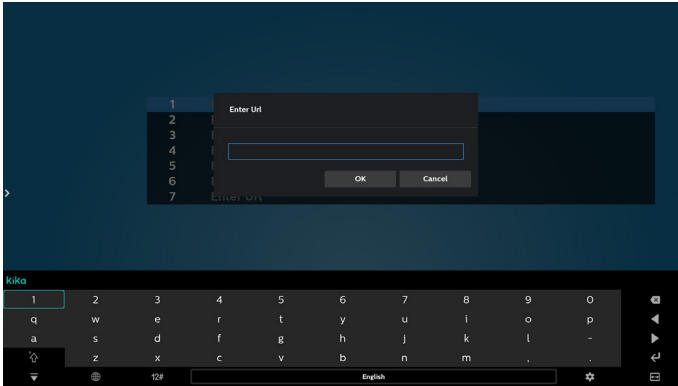 Enter Url
1
2
3
4
5
6
7 Enter Url
OK Cancel
kika
1 2 3 4 5 6 7 8 9 0
q w e r t y u i o p
a s d f g h j k l -
z x c v b n m , .
12# English